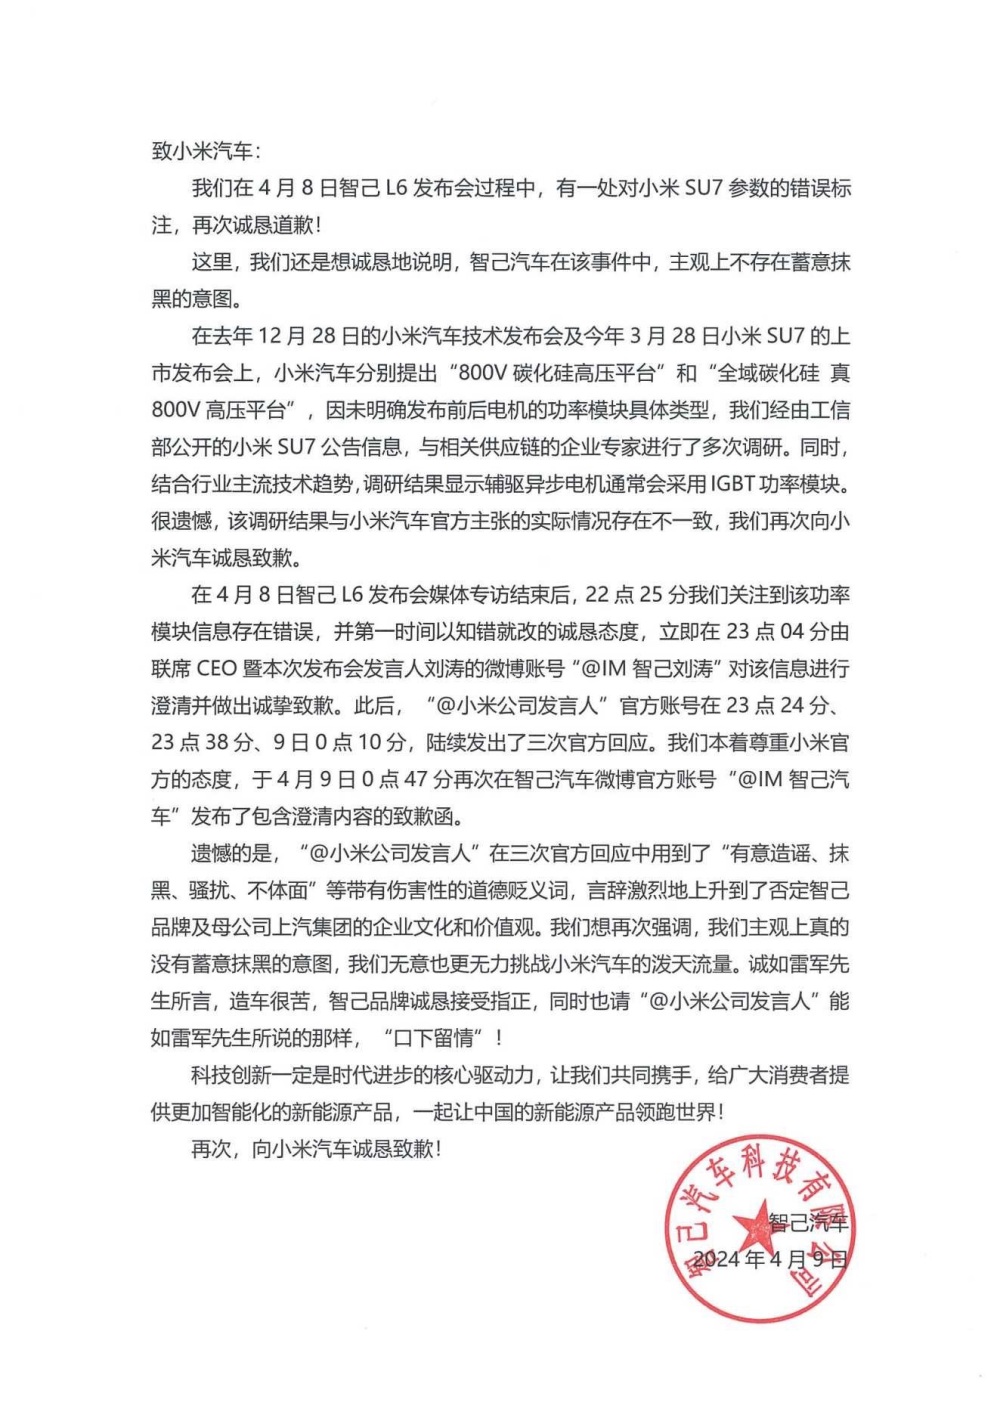 致小米汽车：
我们在 4 月 8 日智己 L6 发布会过程中，有一处对小米 SU7 参数的错误标
注，再次诚恳道歉！
这里，我们还是想诚恳地说明，智己汽车在该事件中，主观上不存在蓄意抹
黑的意图。
在去年 12 月 28 日的小米汽车技术发布会及今年 3 月 28 日小米 SU7 的上
市发布会上，小米汽车分别提出“800V 碳化硅高压平台”和“全域碳化硅 真
800V 高压平台”，因未明确发布前后电机的功率模块具体类型，我们经由工信
部公开的小米 SU7 公告信息，与相关供应链的企业专家进行了多次调研。同时，
结合行业主流技术趋势，调研结果显示辅驱异步电机通常会采用 IGBT 功率模块。
很遗憾，该调研结果与小米汽车官方主张的实际情况存在不一致，我们再次向小
米汽车诚恳致歉。
在 4 月 8 日智己 L6 发布会媒体专访结束后，22 点 25 分我们关注到该功率
模块信息存在错误，并第一时间以知错就改的诚恳态度，立即在 23 点 04 分由
联席 CEO 暨本次发布会发言人刘涛的微博账号“@IM 智己刘涛”对该信息进行
澄清并做出诚挚致歉。此后，“@小米公司发言人”官方账号在 23 点 24 分、
23 点 38 分、9 日 0 点 10 分，陆续发出了三次官方回应。我们本着尊重小米官
方的态度，于 4 月 9 日 0 点 47 分再次在智己汽车微博官方账号“@IM 智己汽
车”发布了包含澄清内容的致歉函。
遗憾的是，“@小米公司发言人”在三次官方回应中用到了“有意造谣、抹
黑、骚扰、不体面”等带有伤害性的道德贬义词，言辞激烈地上升到了否定智己
品牌及母公司上汽集团的企业文化和价值观。我们想再次强调，我们主观上真的
没有蓄意抹黑的意图，我们无意也更无力挑战小米汽车的泼天流量。诚如雷军先
生所言，造车很苦，智己品牌诚恳接受指正，同时也请“@小米公司发言人”能
如雷军先生所说的那样，“口下留情”！
科技创新一定是时代进步的核心驱动力，让我们共同携手，给广大消费者提
供更加智能化的新能源产品，一起让中国的新能源产品领跑世界！
再次，向小米汽车诚恳致歉！
智己汽车科技有限公司
智己汽车
2024 年 4 月 9 日